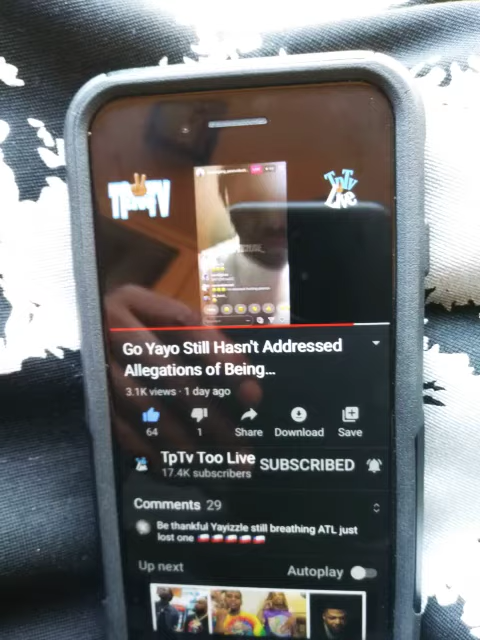 TpTV
TpTv
Live
Go Yayo Still Hasn't Addressed
Allegations of Being...
3.1K views · 1 day ago
64
1
Share
Download
Save
TpTv Too Live
17.4K subscribers
SUBSCRIBED
Comments 29
Be thankful Yayizzle still breathing ATL just
lost one
Up next
Autoplay